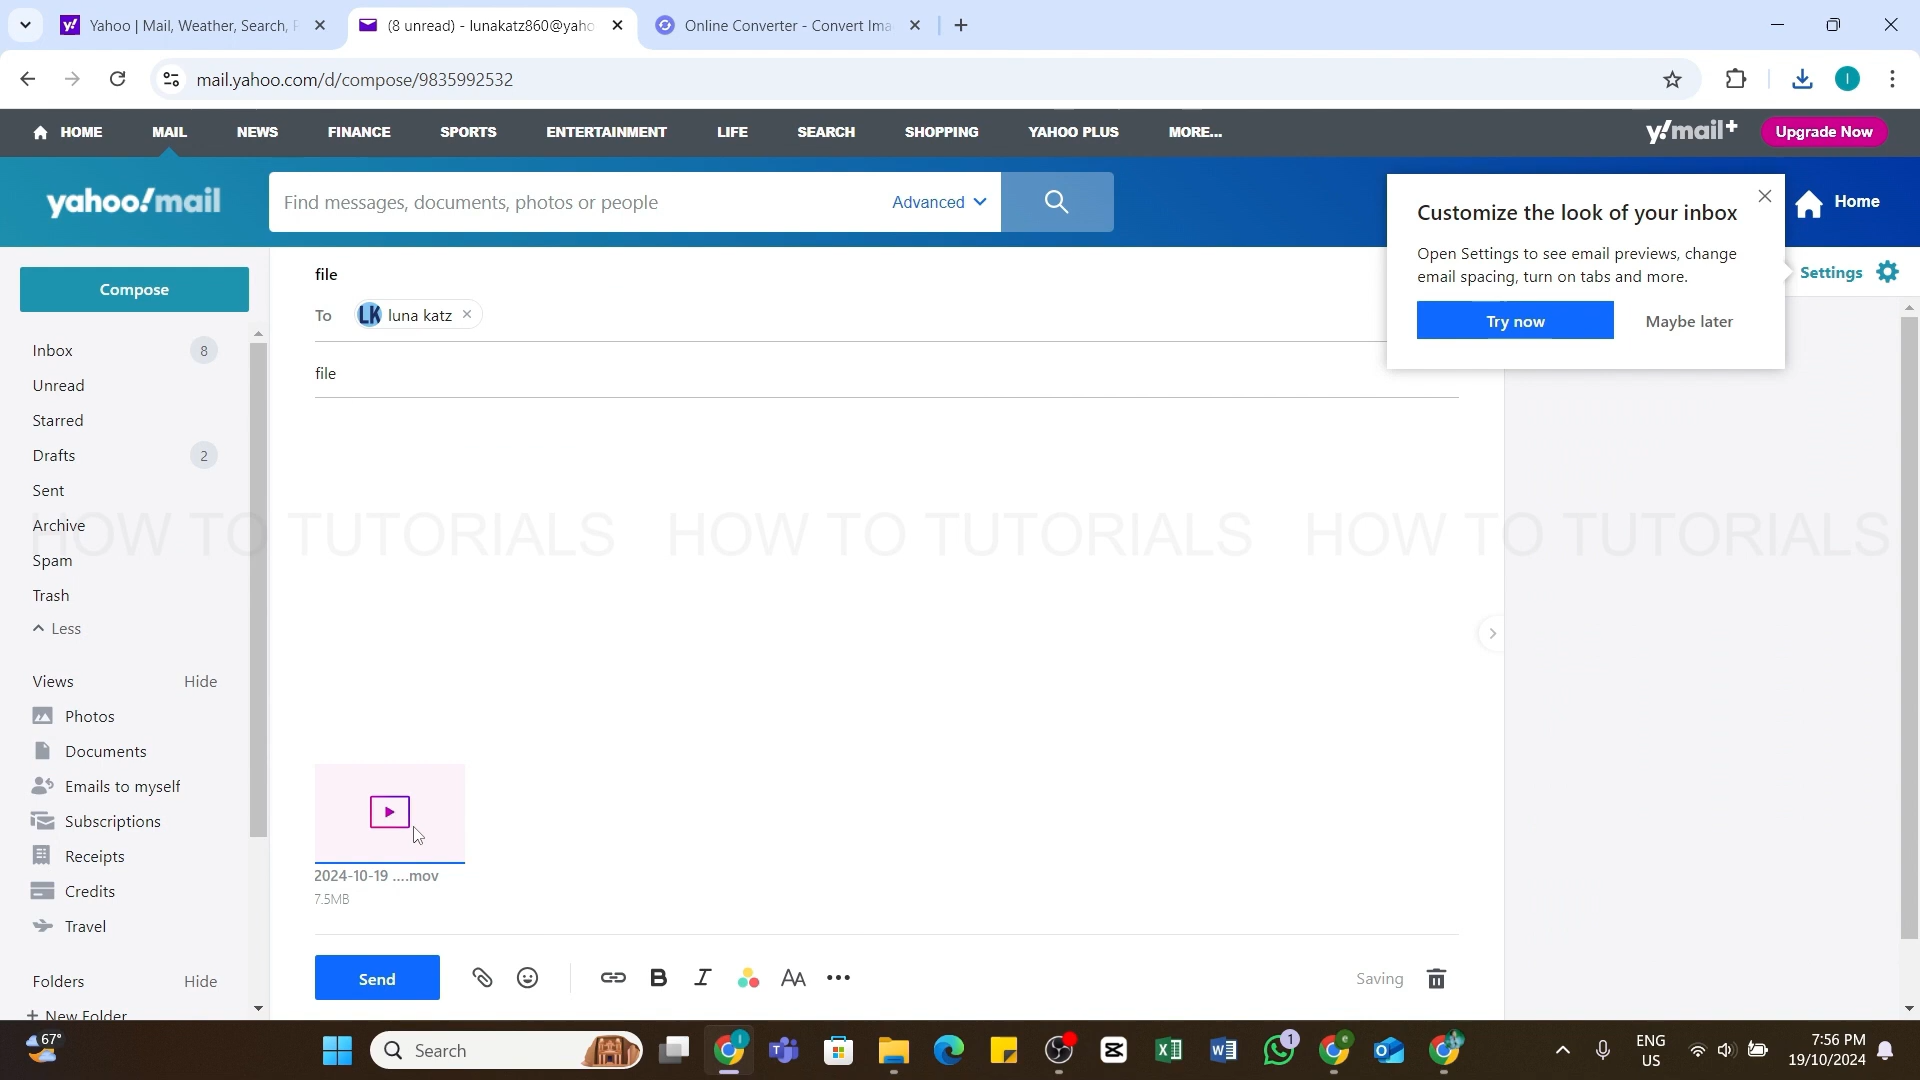 Yahoo | Mail, Weather, Search,
(8 unread) - lunakatz860@yaho
Online Converter - Convert Ima
mail.yahoo.com/d/compose/9835992532
I
HOME
MAIL
NEWS
FINANCE
SPORTS
ENTERTAINMENT
LIFE
SEARCH
SHOPPING
YAHOO PLUS
MORE...
y!mail+
Upgrade Now
yahoo!mail
Find messages, documents, photos or people
Advanced
Home
Customize the look of your inbox
Open Settings to see email previews, change
email spacing, turn on tabs and more.
Try now
Maybe later
Settings
Compose
Inbox 8
Unread
Starred
Drafts 2
Sent
Archive
Spam
Trash
Less
Views Hide
Photos
Documents
Emails to myself
Subscriptions
Receipts
Credits
Travel
Folders Hide
+ New Folder
file
To LK luna katz
file
HOW TO TUTORIALS HOW TO TUTORIALS HOW TO TUTORIALS
2024-10-19 ....mov
7.5MB
Send
B
I
AA
Saving
67°
Search
1
ENG
US
7:56 PM
19/10/2024